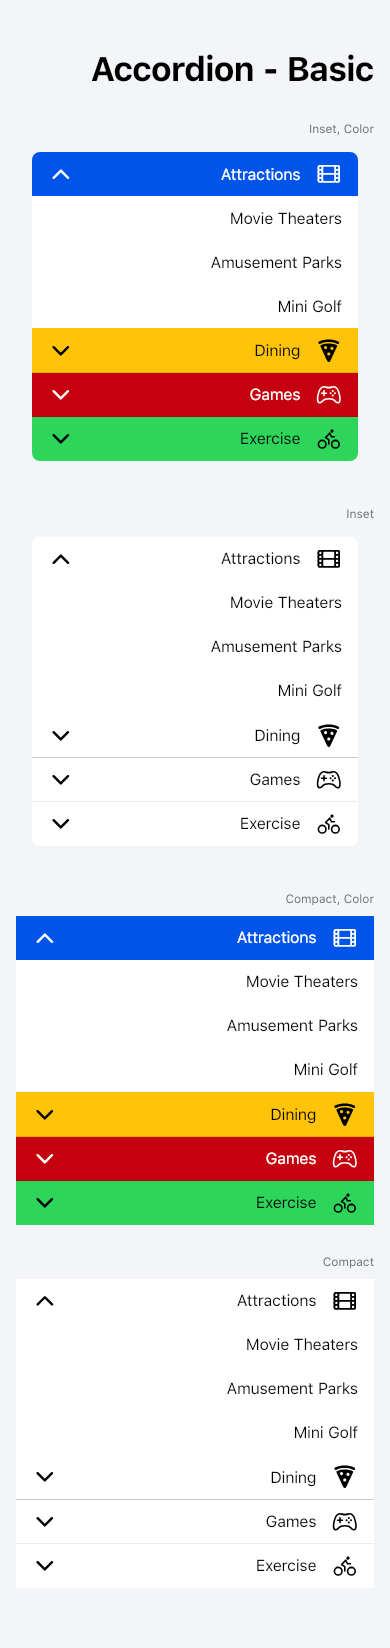 Accordion - Basic
Inset, Color
Attractions
Movie Theaters
Amusement Parks
Mini Golf
Dining
Games
Exercise
Inset
Attractions
Movie Theaters
Amusement Parks
Mini Golf
Dining
Games
Exercise
Compact, Color
Attractions
Movie Theaters
Amusement Parks
Mini Golf
Dining
Games
Exercise
Compact
Attractions
Movie Theaters
Amusement Parks
Mini Golf
Dining
Games
Exercise